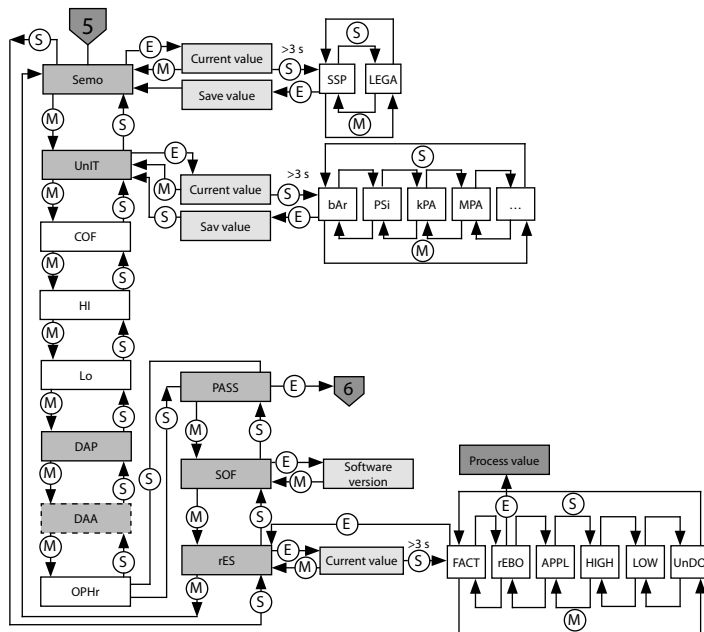 5
S
E
Current value
>3 s
S
Semo
M
S
SSP
LEGA
Save value
E
M
M
S
UnIT
E
Current value
>3 s
S
M
S
bAr
PSi
kPA
MPA
...
Sav value
S
E
M
M
S
COF
M
S
HI
M
S
Lo
M
S
DAP
M
S
DAA
M
S
OPHr
S
S
PASS
E
6
M
S
SOF
E
M
Software
version
M
S
rES
E
M
Current value
>3 s
S
E
M
S
Process value
E
S
FACT
rEBO
APPL
HIGH
LOW
UnDO
M